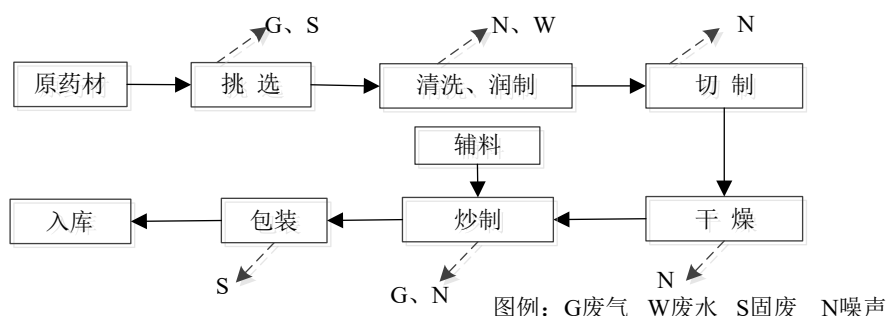 G、S
N、W
N
原药材
挑 选
清洗、润制
切 制
辅料
入库
包装
炒制
干 燥
S
G、N
N
图例：G废气 W废水 S固废 N噪声